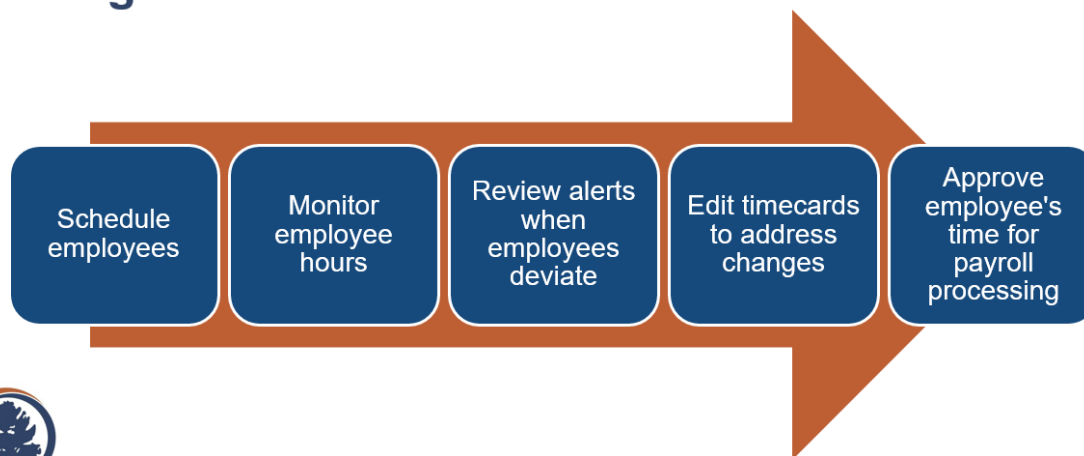 Schedule
employees
Monitor
employee
hours
Review alerts
when
employees
deviate
Edit timecards
to address
changes
Approve
employee's
time for
payroll
processing